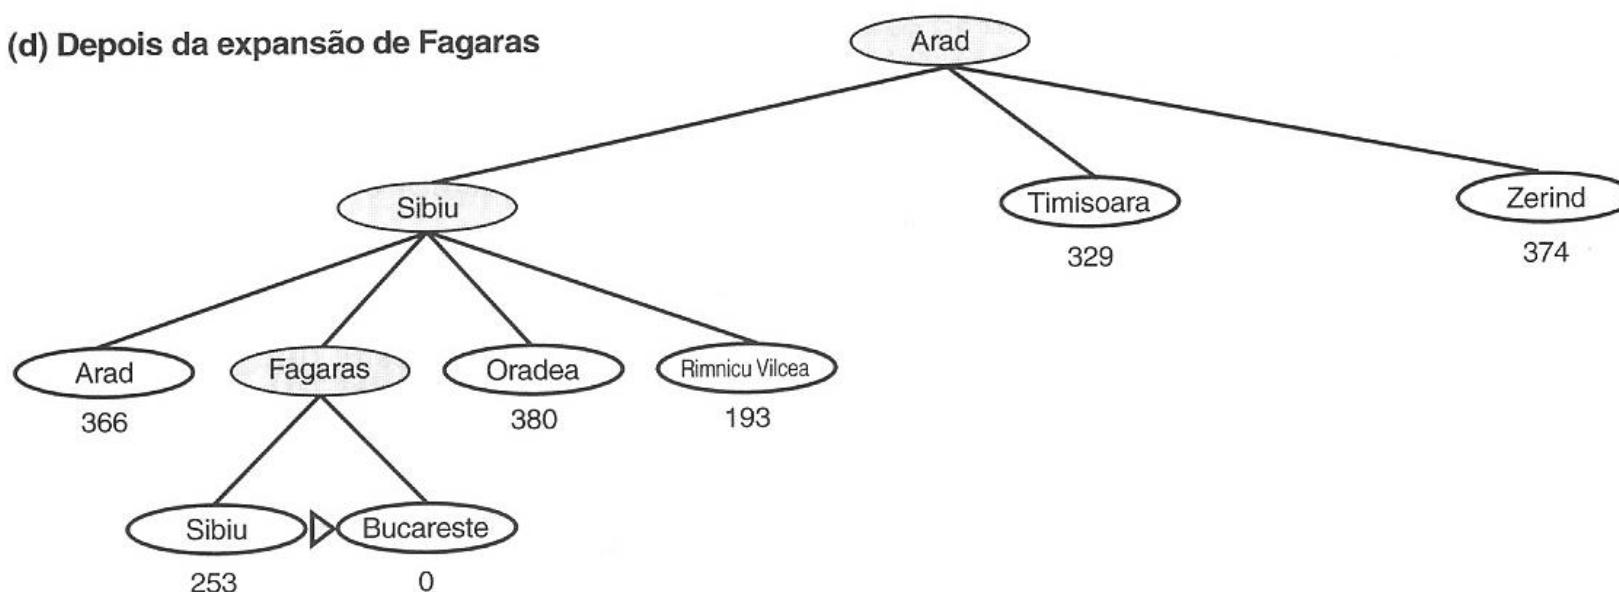 (d) Depois da expansão de Fagaras
Arad
Sibiu
Timisoara
Zerind
329
374
Arad
Fagaras
Oradea
Rimnicu Vilcea
366
380
193
Sibiu
Bucareste
253
0